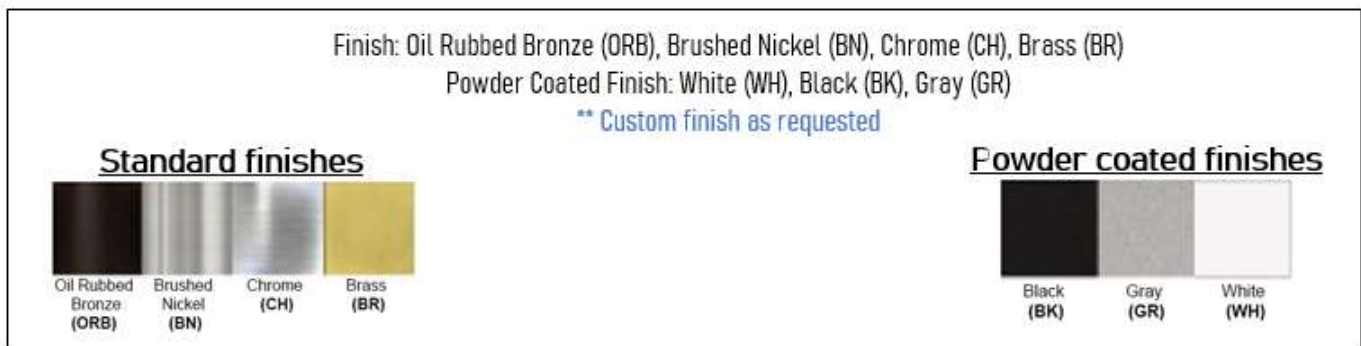 Finish: Oil Rubbed Bronze (ORB), Brushed Nickel (BN), Chrome (CH), Brass (BR)
Powder Coated Finish: White (WH), Black (BK), Gray (GR)
** Custom finish as requested
Standard finishes
Oil Rubbed Bronze (ORB)
Brushed Nickel (BN)
Chrome (CH)
Brass (BR)
Powder coated finishes
Black (BK)
Gray (GR)
White (WH)